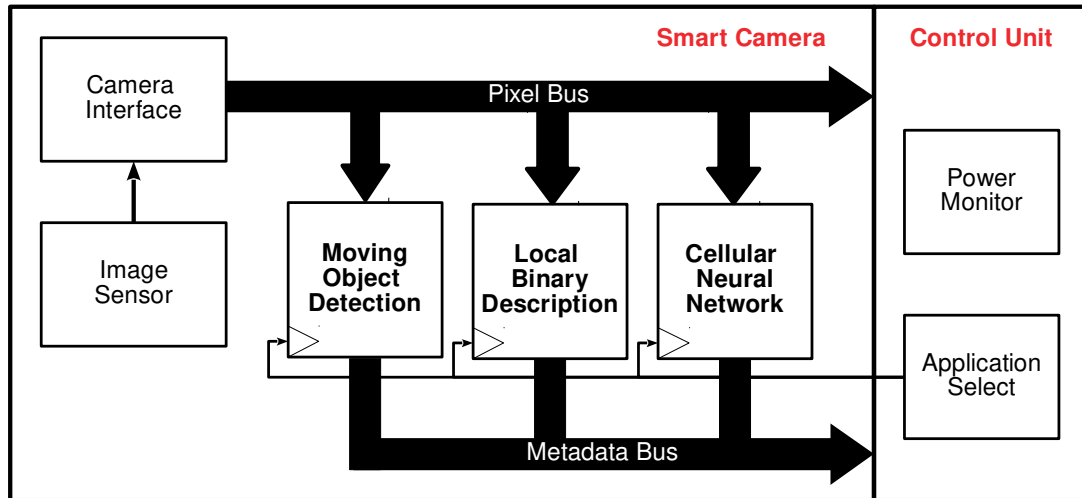 Smart Camera
Control Unit
Camera
Interface
Pixel Bus
Image
Sensor
Moving
Object
Detection
Local
Binary
Description
Cellular
Neural
Network
Power
Monitor
Application
Select
Metadata Bus